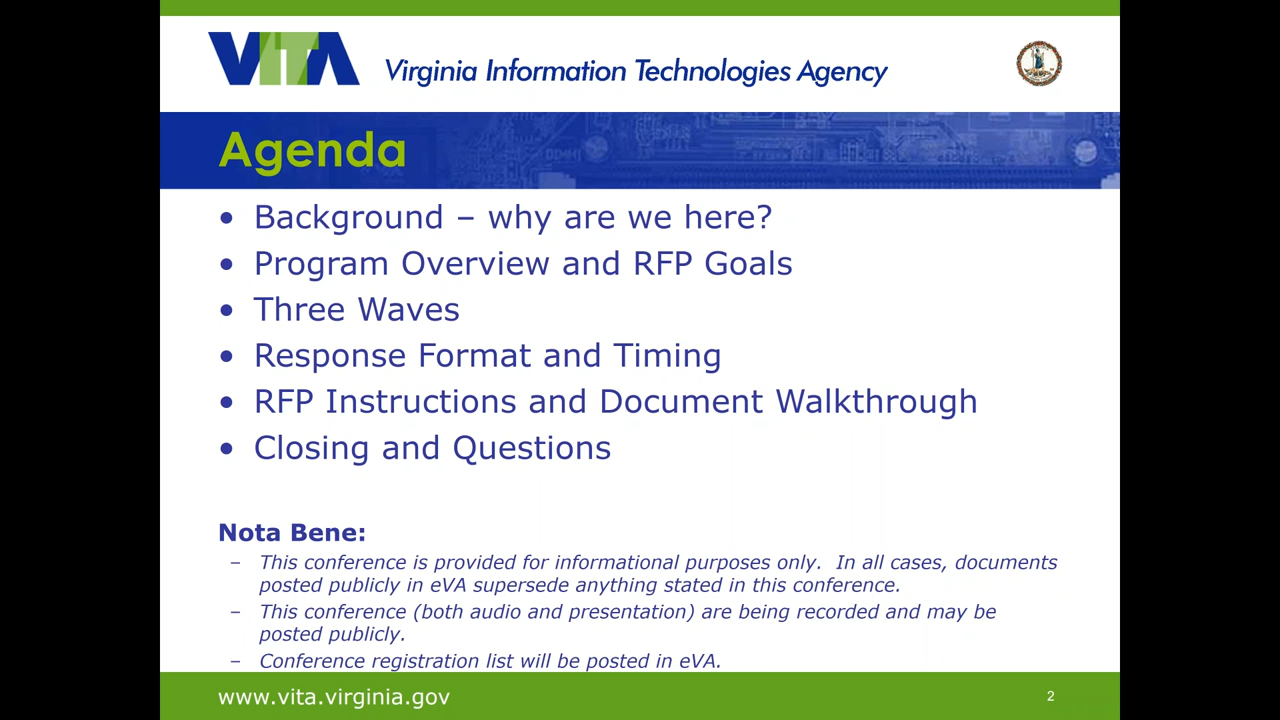 VITA
Virginia Information Technologies Agency
Agenda
• Background – why are we here?
• Program Overview and RFP Goals
• Three Waves
• Response Format and Timing
• RFP Instructions and Document Walkthrough
• Closing and Questions
Nota Bene:
– This conference is provided for informational purposes only. In all cases, documents
posted publicly in eVA supersede anything stated in this conference.
– This conference (both audio and presentation) are being recorded and may be
posted publicly.
– Conference registration list will be posted in eVA.
www.vita.virginia.gov
2